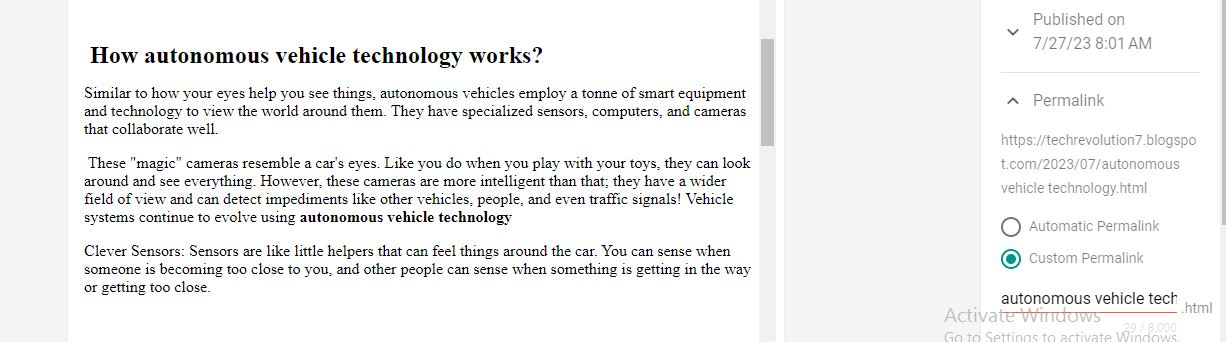 How autonomous vehicle technology works?
Similar to how your eyes help you see things, autonomous vehicles employ a tonne of smart equipment
and technology to view the world around them. They have specialized sensors, computers, and cameras
that collaborate well.
These "magic" cameras resemble a car's eyes. Like you do when you play with your toys, they can look
around and see everything. However, these cameras are more intelligent than that; they have a wider
field of view and can detect impediments like other vehicles, people, and even traffic signals! Vehicle
systems continue to evolve using autonomous vehicle technology
Clever Sensors: Sensors are like little helpers that can feel things around the car. You can sense when
someone is becoming too close to you, and other people can sense when something is getting in the way
or getting too close.
Published on
7/27/23 8:01 AM
Permalink
https://techrevolution7.blogspo
t.com/2023/07/autonomous
vehicle technology.html
Automatic Permalink
Custom Permalink
autonomous vehicle tech
.html
Activate Windows
29 / 8,000
Go to Settings to activate Windows.